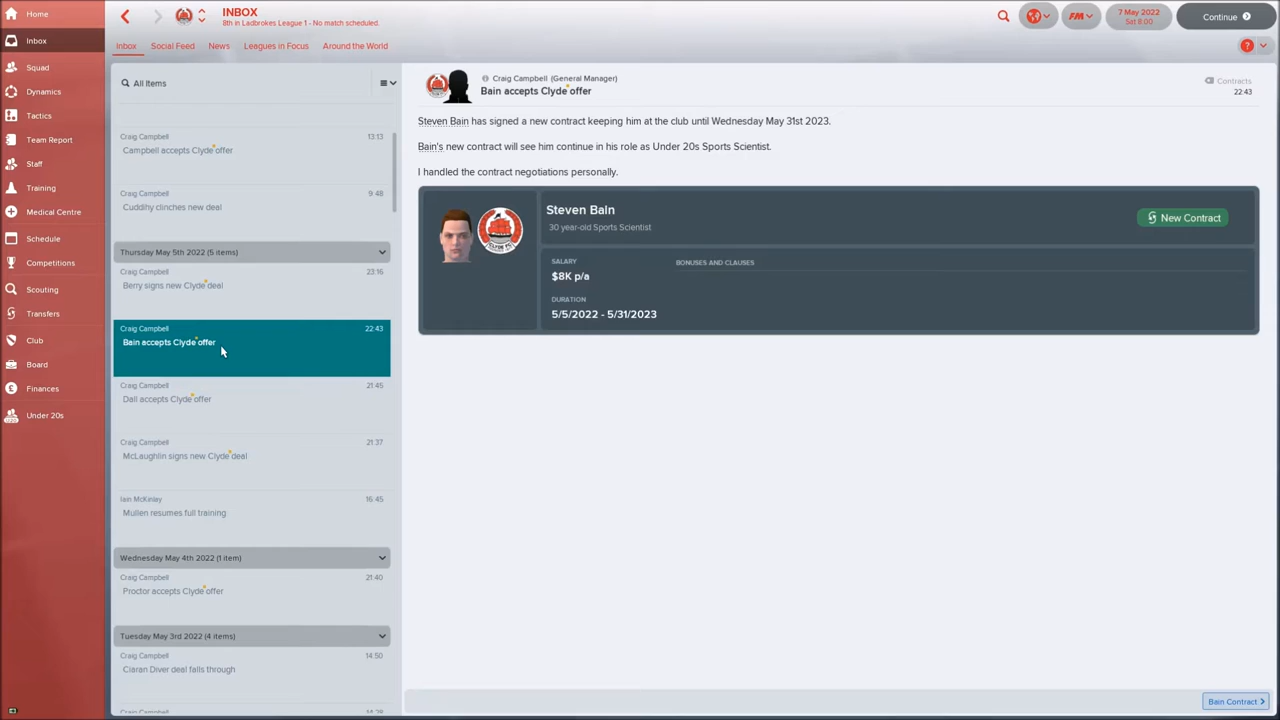 Home
Inbox
Squad
Dynamics
Tactics
Team Report
Staff
Training
Medical Centre
Schedule
Competitions
Scouting
Transfers
Club
Board
Finances
Under 20s
INBOX
8th in Ladbrokes League 1 - No match scheduled.
FM
7 May 2022
Sat 8:00
Continue
Inbox
Social Feed
News
Leagues in Focus
Around the World
?
All Items
Craig Campbell 13:13
Campbell accepts Clyde offer
Craig Campbell 9:48
Cuddihy clinches new deal
Thursday May 5th 2022 (5 items)
Craig Campbell 23:16
Berry signs new Clyde deal
Craig Campbell 22:43
Bain accepts Clyde offer
Craig Campbell 21:45
Dall accepts Clyde offer
Craig Campbell 21:37
McLaughlin signs new Clyde deal
Iain McKinlay 16:45
Mullen resumes full training
Wednesday May 4th 2022 (1 item)
Craig Campbell 21:40
Proctor accepts Clyde offer
Tuesday May 3rd 2022 (4 items)
Craig Campbell 14:50
Ciaran Diver deal falls through
Craig Campbell 14:28
Craig Campbell (General Manager)
Bain accepts Clyde offer
Contracts
22:43
Steven Bain has signed a new contract keeping him at the club until Wednesday May 31st 2023.
Bain's new contract will see him continue in his role as Under 20s Sports Scientist.
I handled the contract negotiations personally.
Steven Bain
30 year-old Sports Scientist
New Contract
SALARY
$8K p/a
BONUSES AND CLAUSES
DURATION
5/5/2022 - 5/31/2023
Bain Contract